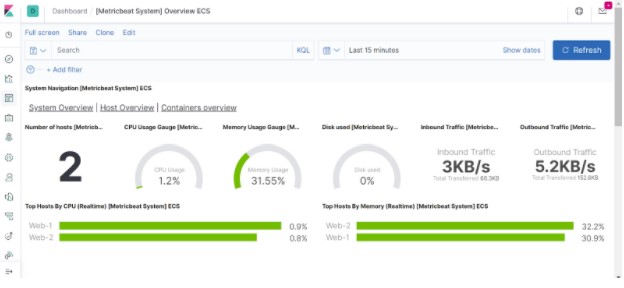 D Dashboard / [Metricbeat System] Overview ECS
Full screen Share Clone Edit
Search KQL Last 15 minutes Show dates Refresh
+ Add filter
System Navigation [Metricbeat System] ECS
System Overview | Host Overview | Containers overview
Number of hosts [Metricb... CPU Usage Gauge [Metric... Memory Usage Gauge [M... Disk used [Metricbeat Sy... Inbound Traffic [Metricbe... Outbound Traffic [Metric...
2
CPU Usage
1.2%
Memory Usage
31.55%
Disk used
0%
Inbound Traffic
3KB/s
Total Transferred 66.3KB
Outbound Traffic
5.2KB/s
Total Transferred 152.8KB
Top Hosts By CPU (Realtime) [Metricbeat System] ECS
Web-1 0.9%
Web-2 0.8%
Top Hosts By Memory (Realtime) [Metricbeat System] ECS
Web-2 32.2%
Web-1 30.9%